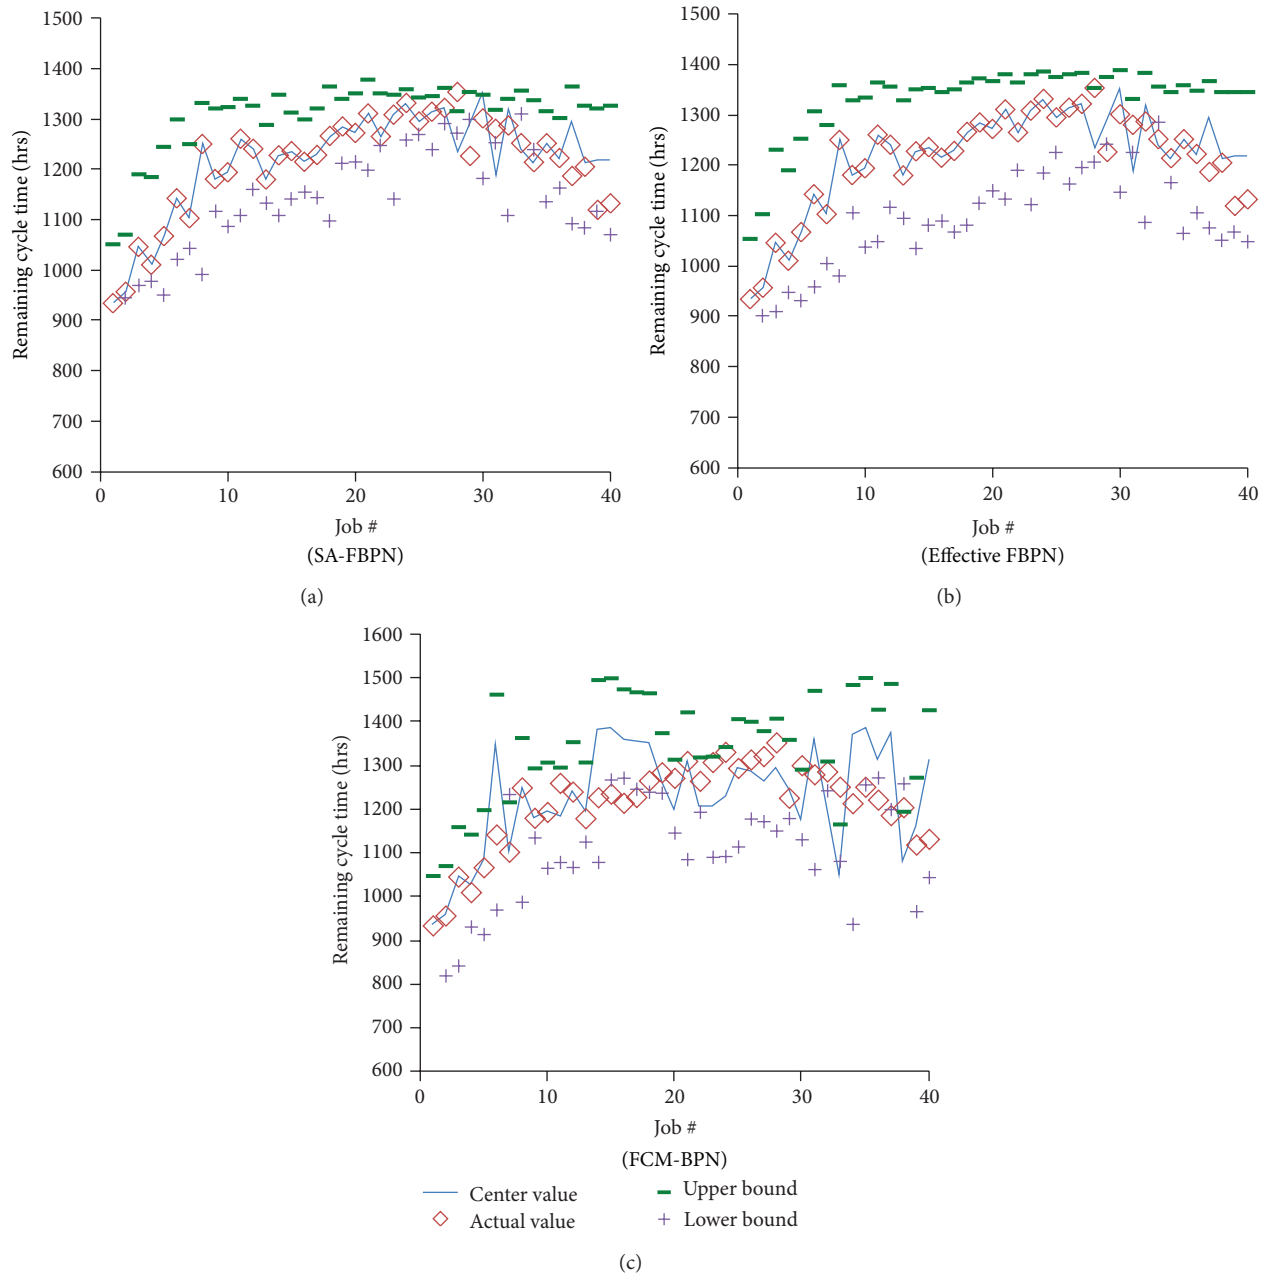 1500
1400
1300
1200
1100
1000
900
800
700
600
Remaining cycle time (hrs)
0 10 20 30 40
Job #
(SA-FBPN)
(a)
1500
1400
1300
1200
1100
1000
900
800
700
600
Remaining cycle time (hrs)
0 10 20 30 40
Job #
(Effective FBPN)
(b)
1600
1500
1400
1300
1200
1100
1000
900
800
700
600
Remaining cycle time (hrs)
0 10 20 30 40
Job #
(FCM-BPN)
Center value Upper bound
Actual value Lower bound
(c)